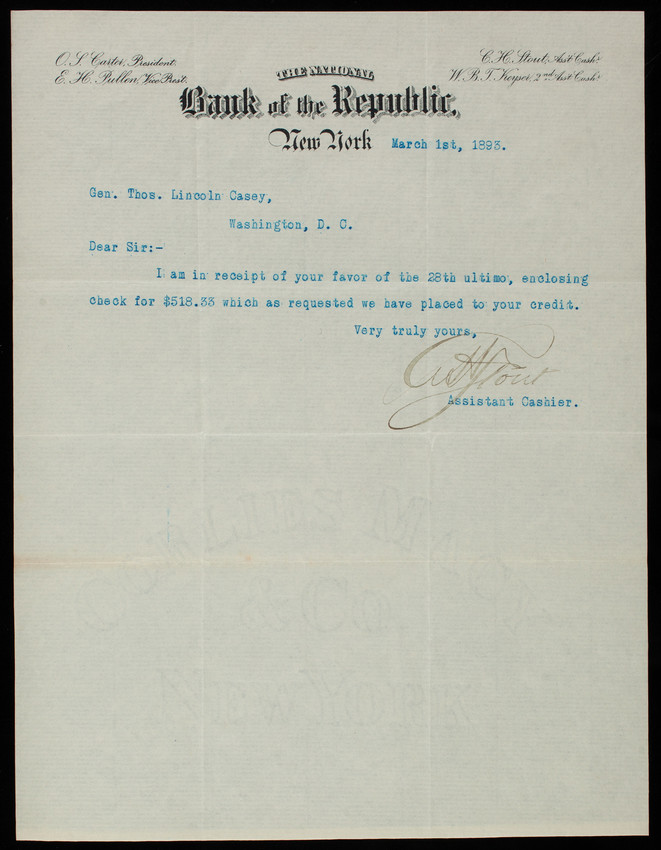 O. S. Carter, President.
E. H. Pullen, Vice Prest.
C. H. Stout, Asst Cashr
W. B. T. Keyser, 2nd Asst Cashr
THE NATIONAL
Bank of the Republic,
New York
March 1st, 1893.
Gen. Thos. Lincoln Casey,
Washington, D. C.
Dear Sir:-
I am in receipt of your favor of the 28th ultimo, enclosing
check for $518.33 which as requested we have placed to your credit.
Very truly yours,
C H Stout
Assistant Cashier.